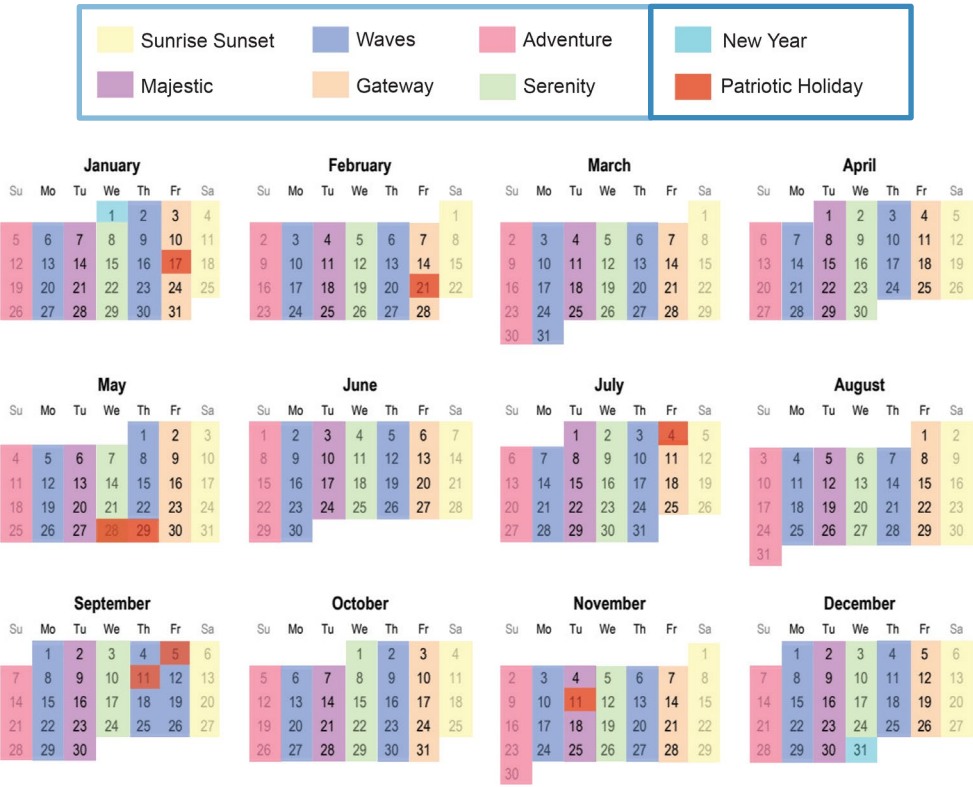 Sunrise Sunset Waves Adventure New Year
Majestic Gateway Serenity Patriotic Holiday
January February March April
Su Mo Tu We Th Fr Sa Su Mo Tu We Th Fr Sa Su Mo Tu We Th Fr Sa Su Mo Tu We Th Fr Sa
1 2 3 4 1 1 1 2 3 4 5
5 6 7 8 9 10 11 2 3 4 5 6 7 8 2 3 4 5 6 7 8 6 7 8 9 10 11 12
12 13 14 15 16 17 18 9 10 11 12 13 14 15 9 10 11 12 13 14 15 13 14 15 16 17 18 19
19 20 21 22 23 24 25 16 17 18 19 20 21 22 16 17 18 19 20 21 22 20 21 22 23 24 25 26
26 27 28 29 30 31 23 24 25 26 27 28 23 24 25 26 27 28 29 27 28 29 30
30 31
May June July August
Su Mo Tu We Th Fr Sa Su Mo Tu We Th Fr Sa Su Mo Tu We Th Fr Sa Su Mo Tu We Th Fr Sa
1 2 3 1 2 3 4 5 6 7 1 2 3 4 5 1 2
4 5 6 7 8 9 10 8 9 10 11 12 13 14 6 7 8 9 10 11 12 3 4 5 6 7 8 9
11 12 13 14 15 16 17 15 16 17 18 19 20 21 13 14 15 16 17 18 19 10 11 12 13 14 15 16
18 19 20 21 22 23 24 22 23 24 25 26 27 28 20 21 22 23 24 25 26 17 18 19 20 21 22 23
25 26 27 28 29 30 31 29 30 27 28 29 30 31 24 25 26 27 28 29 30
31
September October November December
Su Mo Tu We Th Fr Sa Su Mo Tu We Th Fr Sa Su Mo Tu We Th Fr Sa Su Mo Tu We Th Fr Sa
1 2 3 4 5 6 1 2 3 4 1 1 2 3 4 5 6
7 8 9 10 11 12 13 5 6 7 8 9 10 11 2 3 4 5 6 7 8 7 8 9 10 11 12 13
14 15 16 17 18 19 20 12 13 14 15 16 17 18 9 10 11 12 13 14 15 14 15 16 17 18 19 20
21 22 23 24 25 26 27 19 20 21 22 23 24 25 16 17 18 19 20 21 22 21 22 23 24 25 26 27
28 29 30 26 27 28 29 30 31 23 24 25 26 27 28 29 28 29 30 31
30